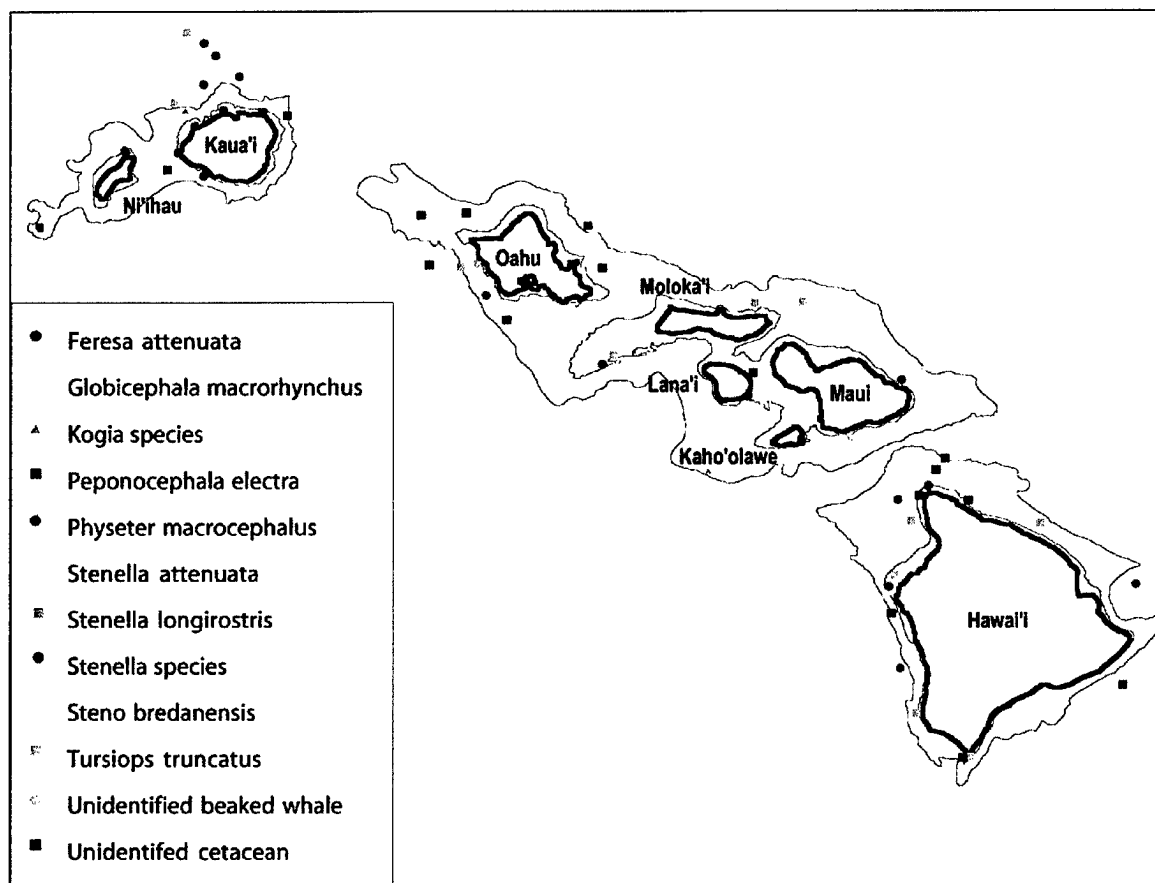 Kaua'i
Ni'ihau
Oahu
Moloka'i
Lana'i
Maui
Kaho'olawe
Hawai'i
Feresa attenuata
Globicephala macrorhynchus
Kogia species
Peponocephala electra
Physeter macrocephalus
Stenella attenuata
Stenella longirostris
Stenella species
Steno bredanensis
Tursiops truncatus
Unidentified beaked whale
Unidentifed cetacean